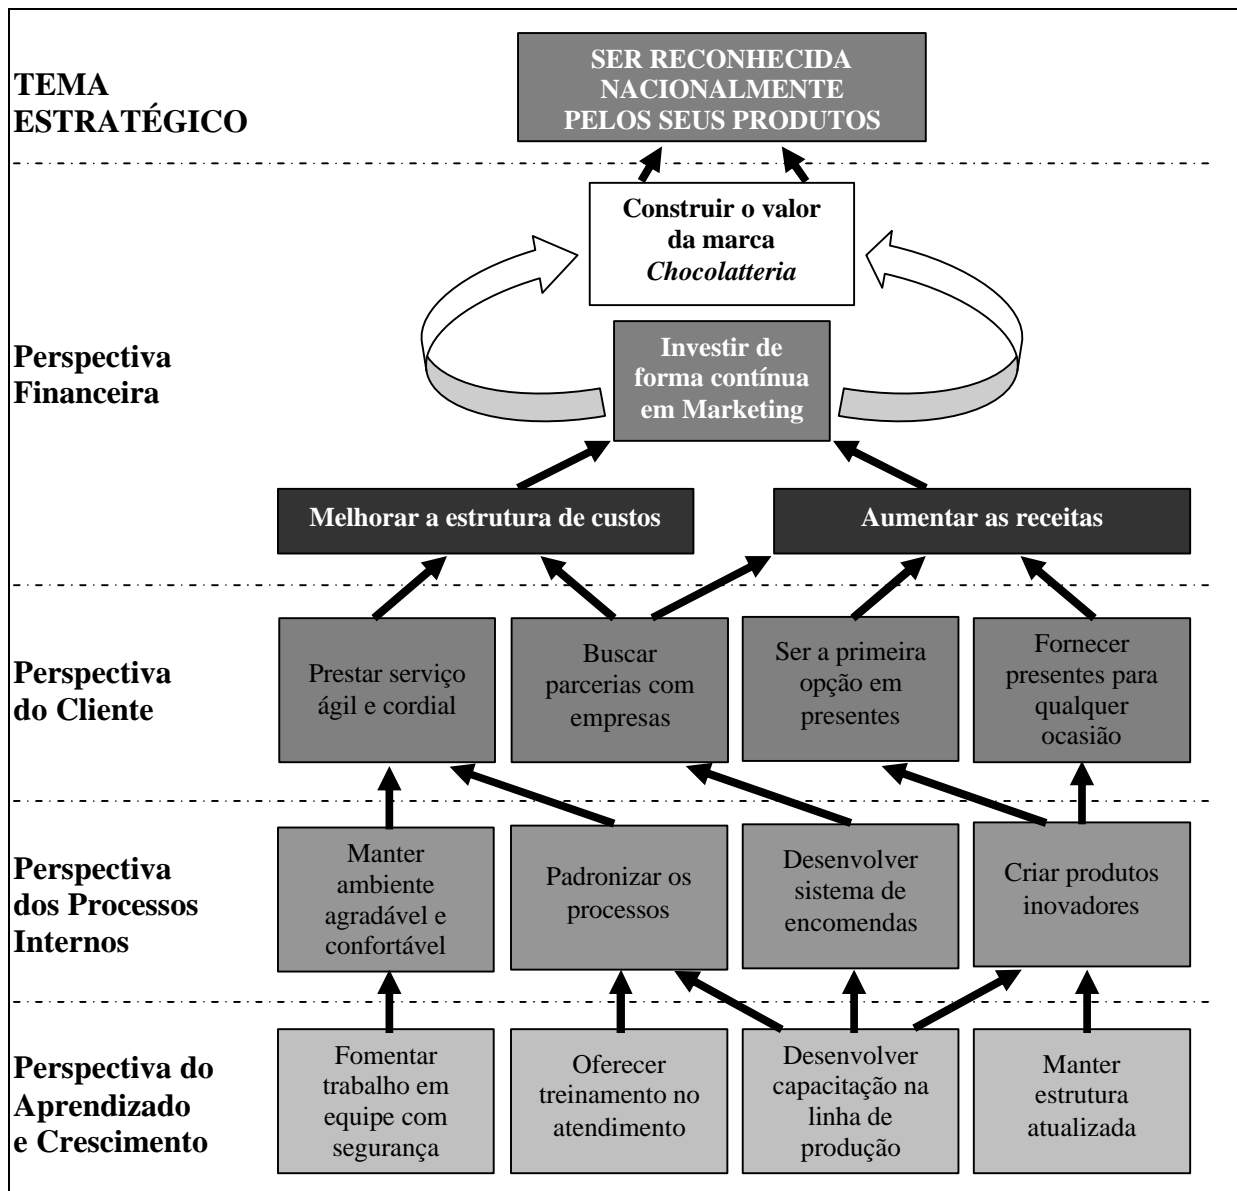 TEMA
ESTRATÉGICO
SER RECONHECIDA
NACIONALMENTE
PELOS SEUS PRODUTOS
Perspectiva
Financeira
Construir o valor
da marca
Chocolatteria
Investir de
forma contínua
em Marketing
Melhorar a estrutura de custos
Aumentar as receitas
Perspectiva
do Cliente
Prestar serviço
ágil e cordial
Buscar
parcerias com
empresas
Ser a primeira
opção em
presentes
Fornecer
presentes para
qualquer
ocasião
Perspectiva
dos Processos
Internos
Manter
ambiente
agradável e
confortável
Padronizar os
processos
Desenvolver
sistema de
encomendas
Criar produtos
inovadores
Perspectiva do
Aprendizado
e Crescimento
Fomentar
trabalho em
equipe com
segurança
Oferecer
treinamento no
atendimento
Desenvolver
capacitação na
linha de
produção
Manter
estrutura
atualizada